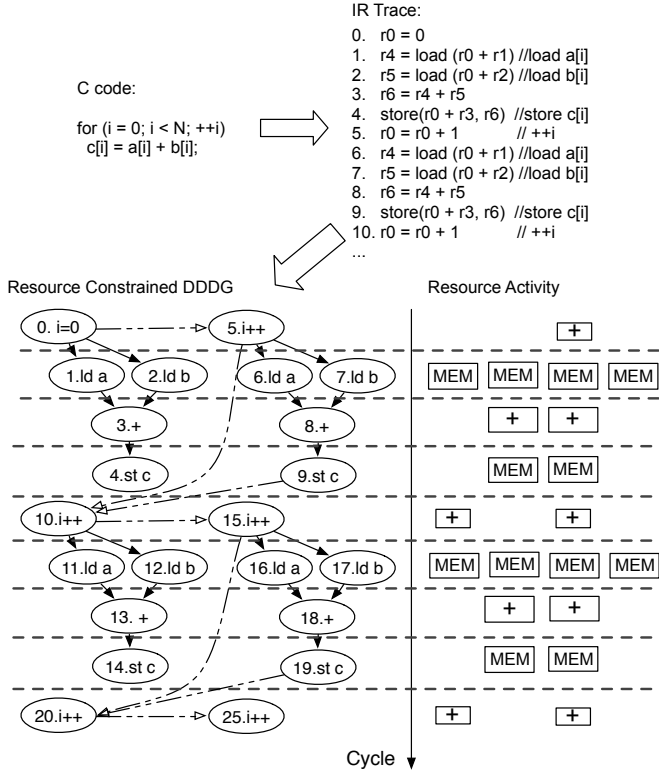 IR Trace:
0. r0 = 0
1. r4 = load (r0 + r1) //load a[i]
2. r5 = load (r0 + r2) //load b[i]
3. r6 = r4 + r5
4. store(r0 + r3, r6) //store c[i]
5. r0 = r0 + 1 // ++i
6. r4 = load (r0 + r1) //load a[i]
7. r5 = load (r0 + r2) //load b[i]
8. r6 = r4 + r5
9. store(r0 + r3, r6) //store c[i]
10. r0 = r0 + 1 // ++i
...
C code:
for (i = 0; i < N; ++i)
c[i] = a[i] + b[i];
Resource Constrained DDDG
Resource Activity
0. i=0 5.i++ +
1.ld a 2.ld b 6.ld a 7.ld b MEM MEM MEM MEM
3.+ 8.+ + +
4.st c 9.st c MEM MEM
10.i++ 15.i++ + +
11.ld a 12.ld b 16.ld a 17.ld b MEM MEM MEM MEM
13. + 18.+ + +
14.st c 19.st c MEM MEM
20.i++ 25.i++ + +
Cycle